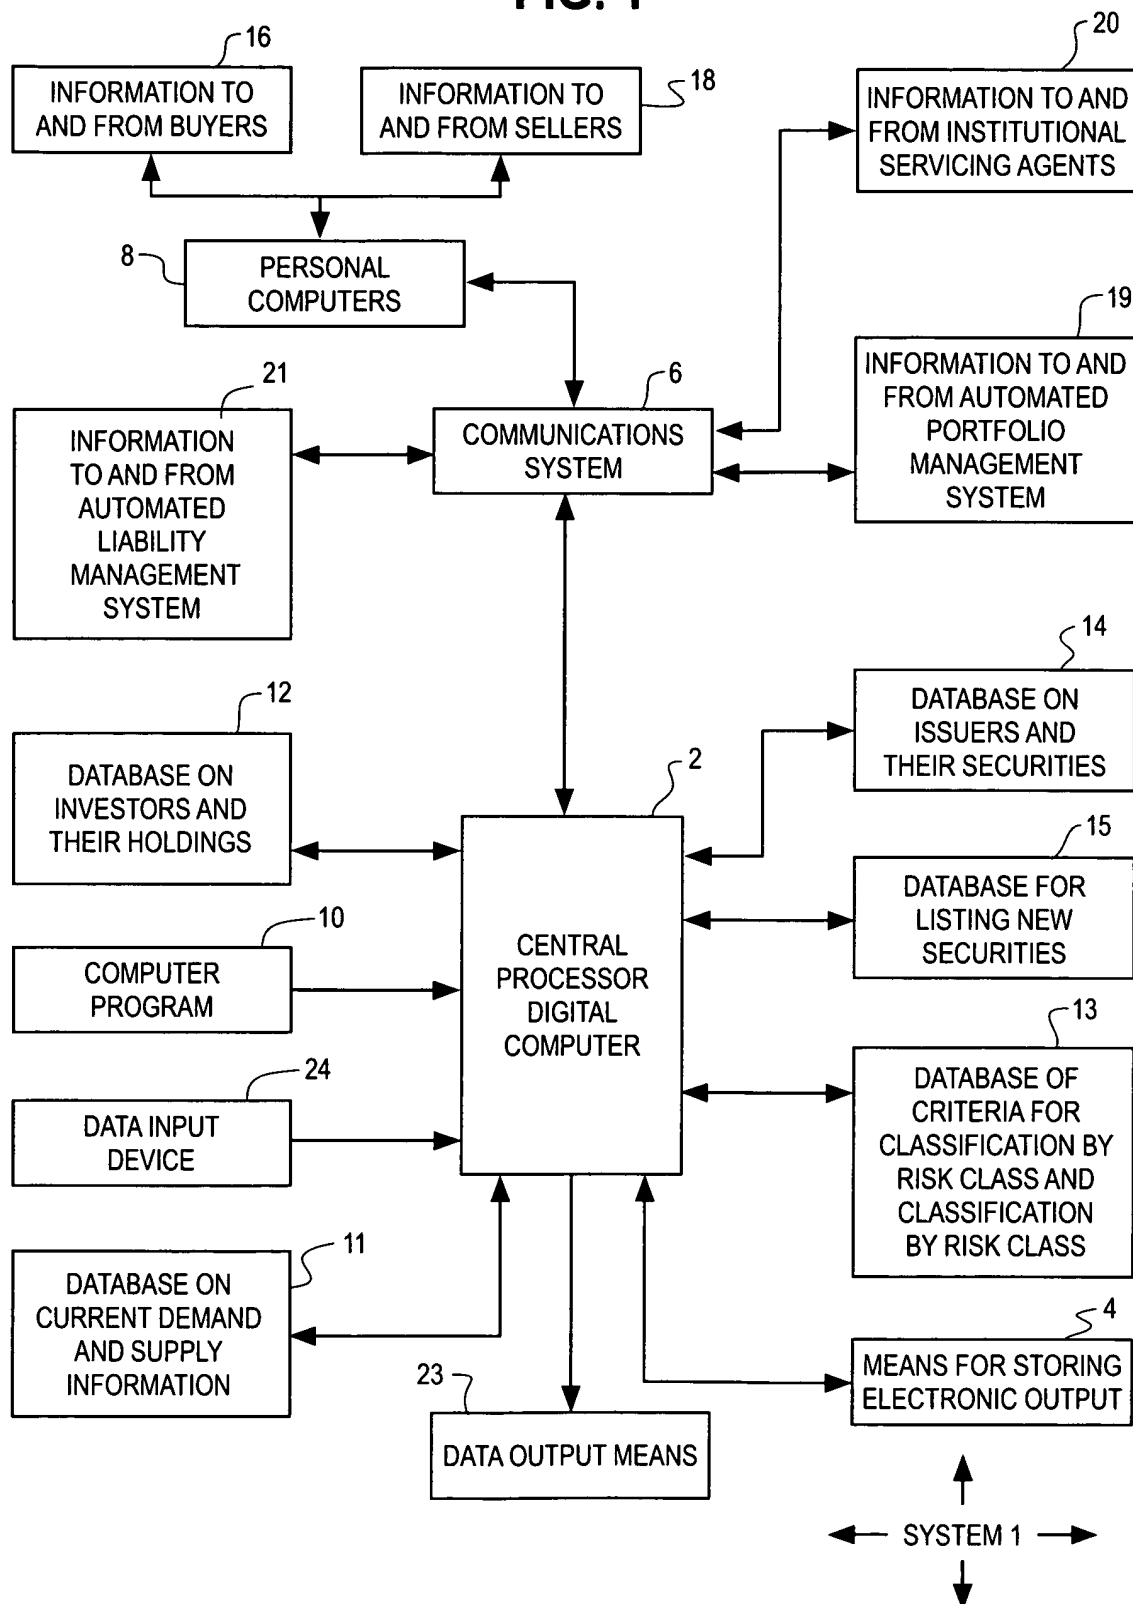 FIG. 1
16
INFORMATION TO
AND FROM BUYERS
INFORMATION TO
AND FROM SELLERS
18
20
INFORMATION TO AND
FROM INSTITUTIONAL
SERVICING AGENTS
8
PERSONAL
COMPUTERS
19
INFORMATION TO AND
FROM AUTOMATED
PORTFOLIO
MANAGEMENT
SYSTEM
21
INFORMATION
TO AND FROM
AUTOMATED
LIABILITY
MANAGEMENT
SYSTEM
6
COMMUNICATIONS
SYSTEM
14
DATABASE ON
ISSUERS AND
THEIR SECURITIES
12
DATABASE ON
INVESTORS AND
THEIR HOLDINGS
2
CENTRAL
PROCESSOR
DIGITAL
COMPUTER
15
DATABASE FOR
LISTING NEW
SECURITIES
10
COMPUTER
PROGRAM
13
DATABASE OF
CRITERIA FOR
CLASSIFICATION BY
RISK CLASS AND
CLASSIFICATION
BY RISK CLASS
24
DATA INPUT
DEVICE
11
DATABASE ON
CURRENT DEMAND
AND SUPPLY
INFORMATION
4
MEANS FOR STORING
ELECTRONIC OUTPUT
23
DATA OUTPUT MEANS
SYSTEM 1